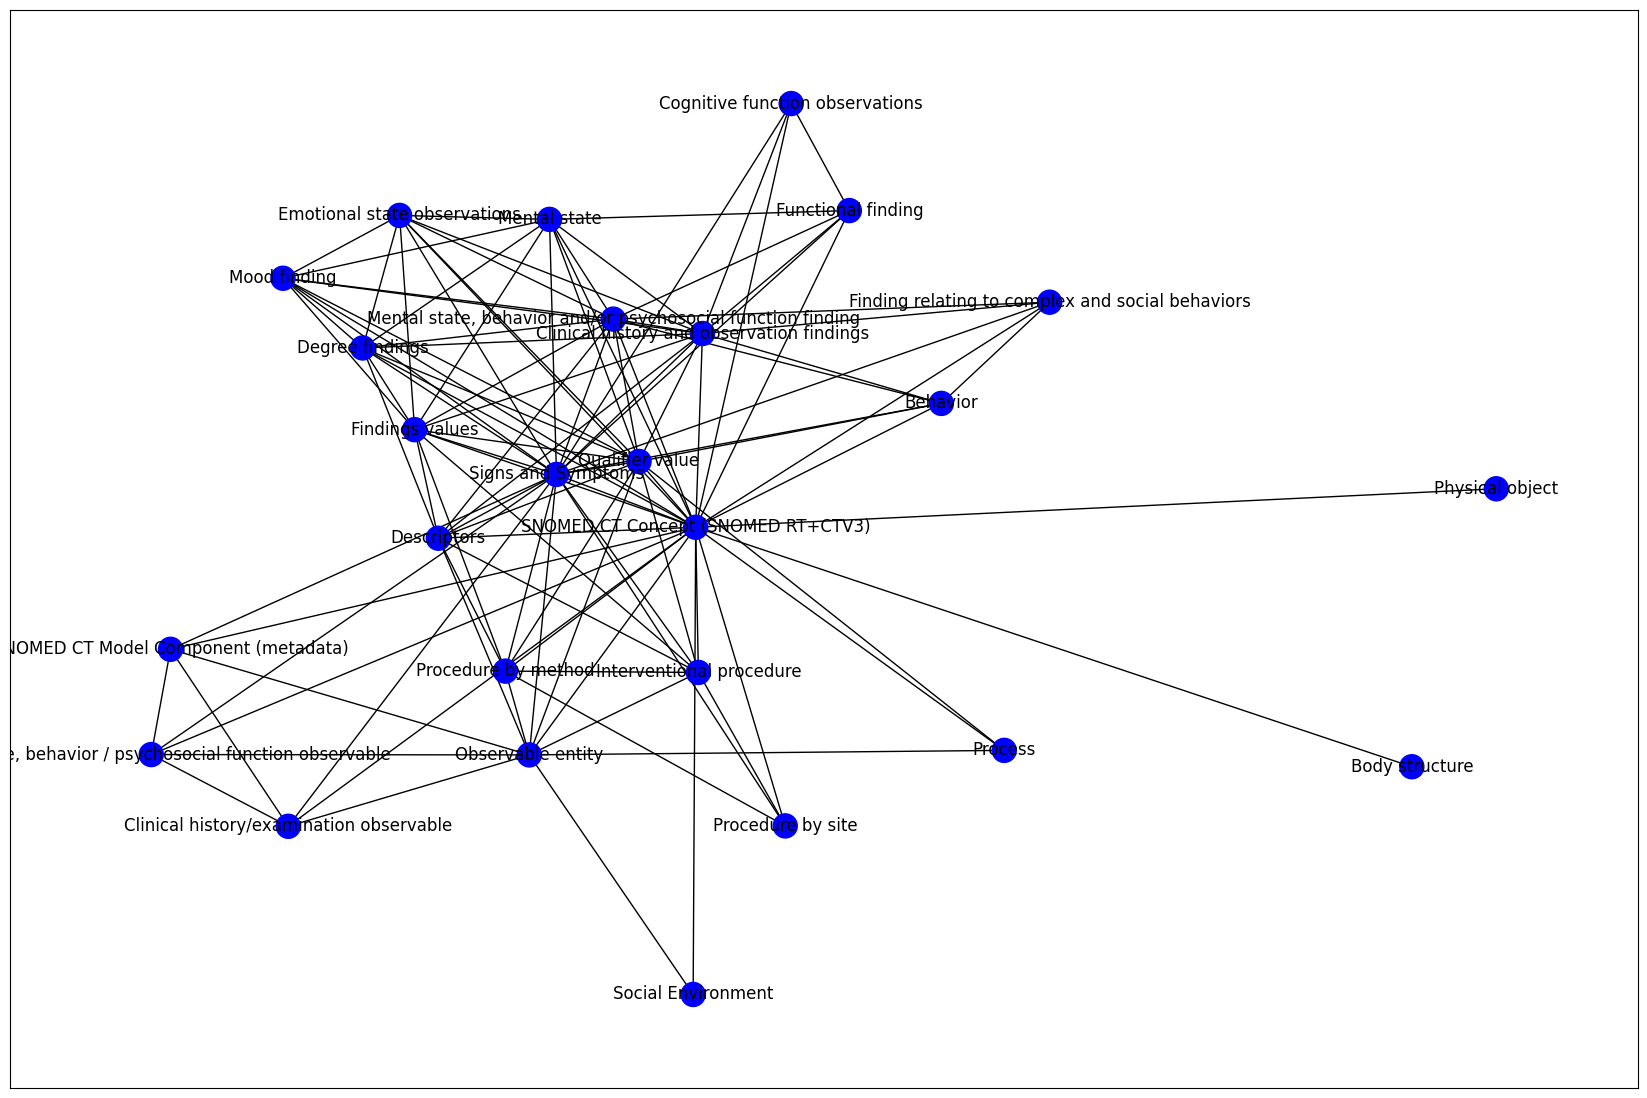 Cognitive function observations
Functional finding
Emotional state observations
Mental state
Mood finding
Finding relating to complex and social behaviors
Mental state, behavior and/or psychosocial function finding
Clinical history and observation findings
Degree findings
Behavior
Findings values
Qualifier value
Signs and Symptoms
Physical object
SNOMED CT Concept (SNOMED RT+CTV3)
Descriptors
NOMED CT Model Component (metadata)
Procedure by method
Interventional procedure
e, behavior / psychosocial function observable
Observable entity
Process
Body structure
Clinical history/examination observable
Procedure by site
Social Environment